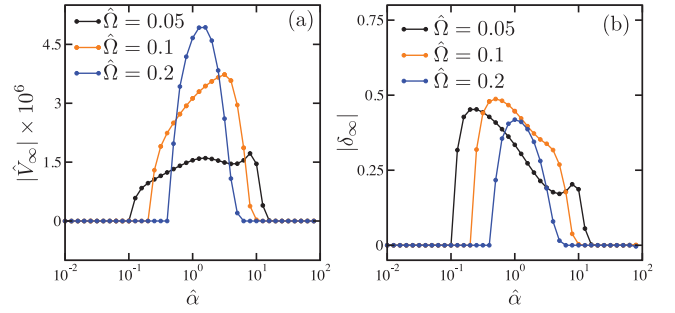 (a)
Ω̂ = 0.05
Ω̂ = 0.1
Ω̂ = 0.2
4.5
3
1.5
0
|V̂∞| × 10⁶
10⁻² 10⁻¹ 10⁰ 10¹ 10²
α̂
(b)
Ω̂ = 0.05
Ω̂ = 0.1
Ω̂ = 0.2
0.75
0.5
0.25
0
|δ∞|
10⁻² 10⁻¹ 10⁰ 10¹ 10²
α̂